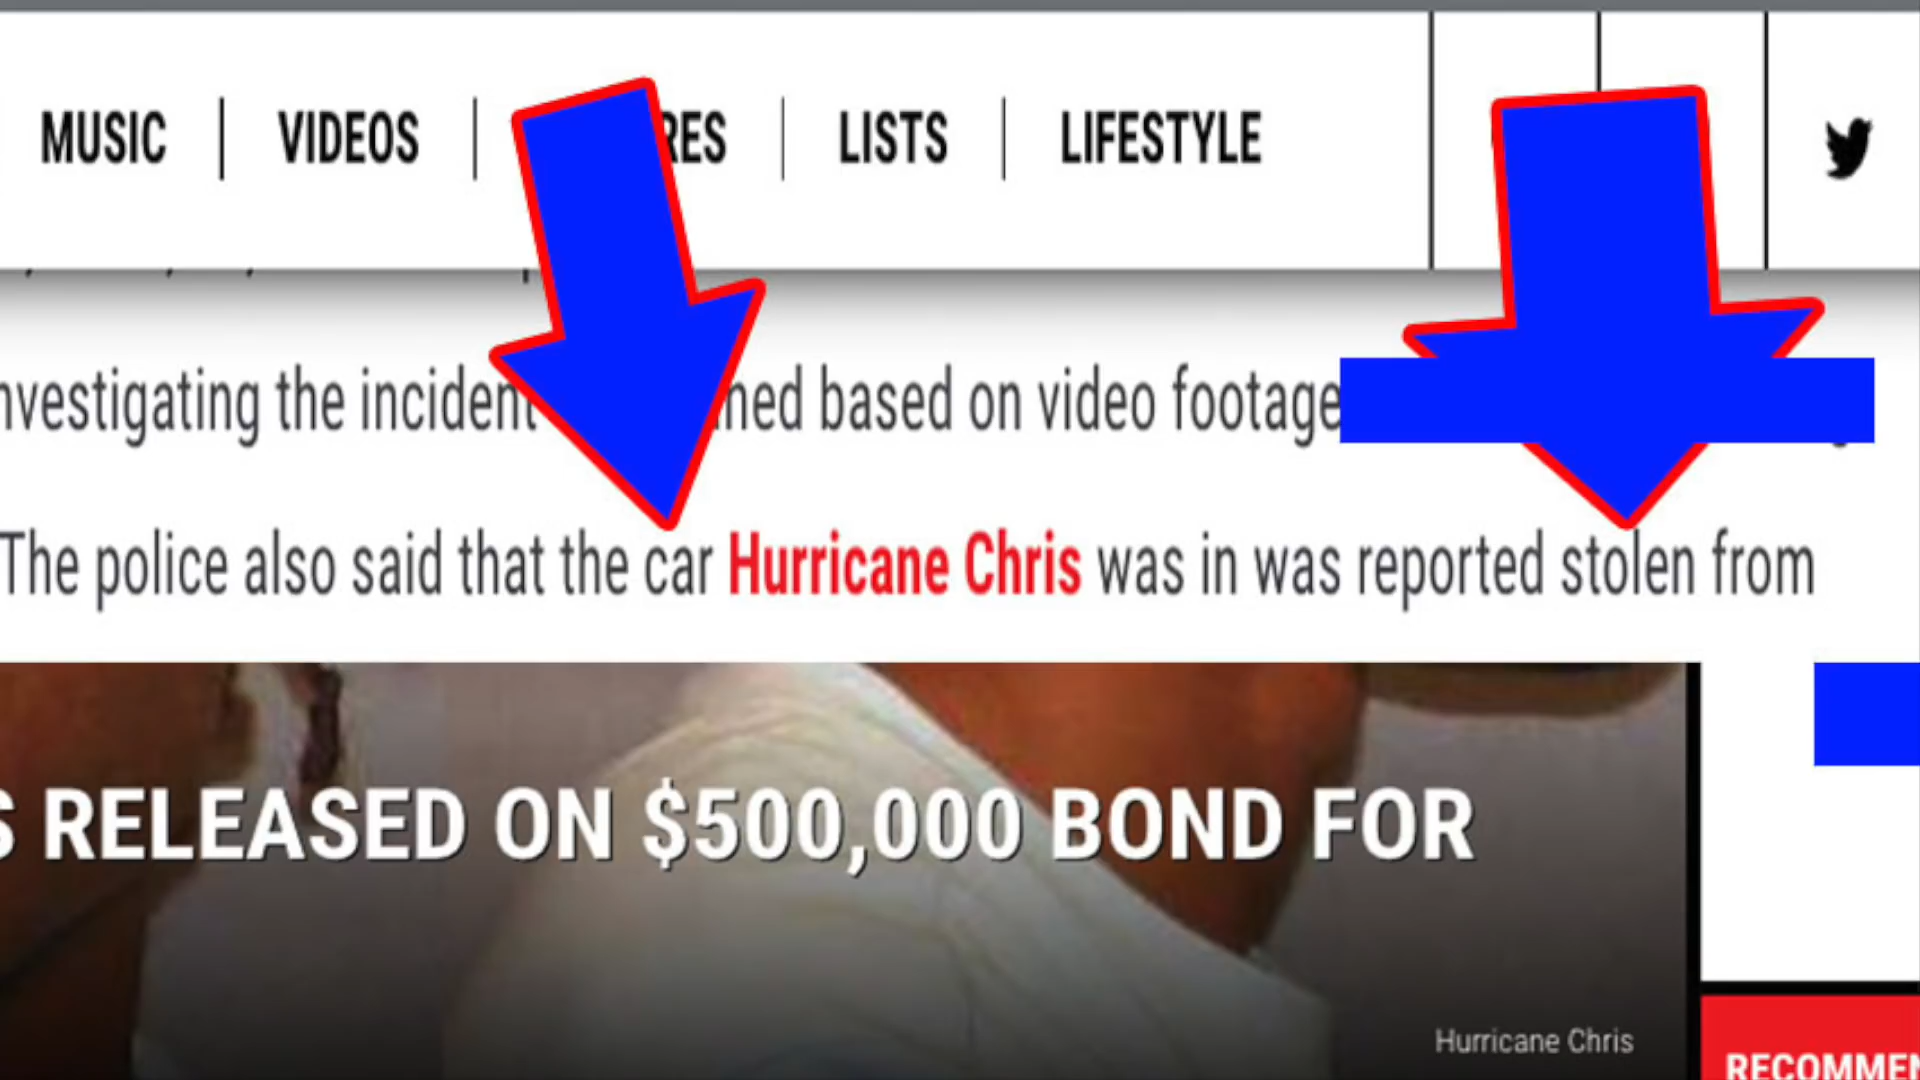 MUSIC | VIDEOS | RES | LISTS | LIFESTYLE
nvestigating the incident ned based on video footage
The police also said that the car Hurricane Chris was in was reported stolen from
S RELEASED ON $500,000 BOND FOR
Hurricane Chris
RECOMMEN